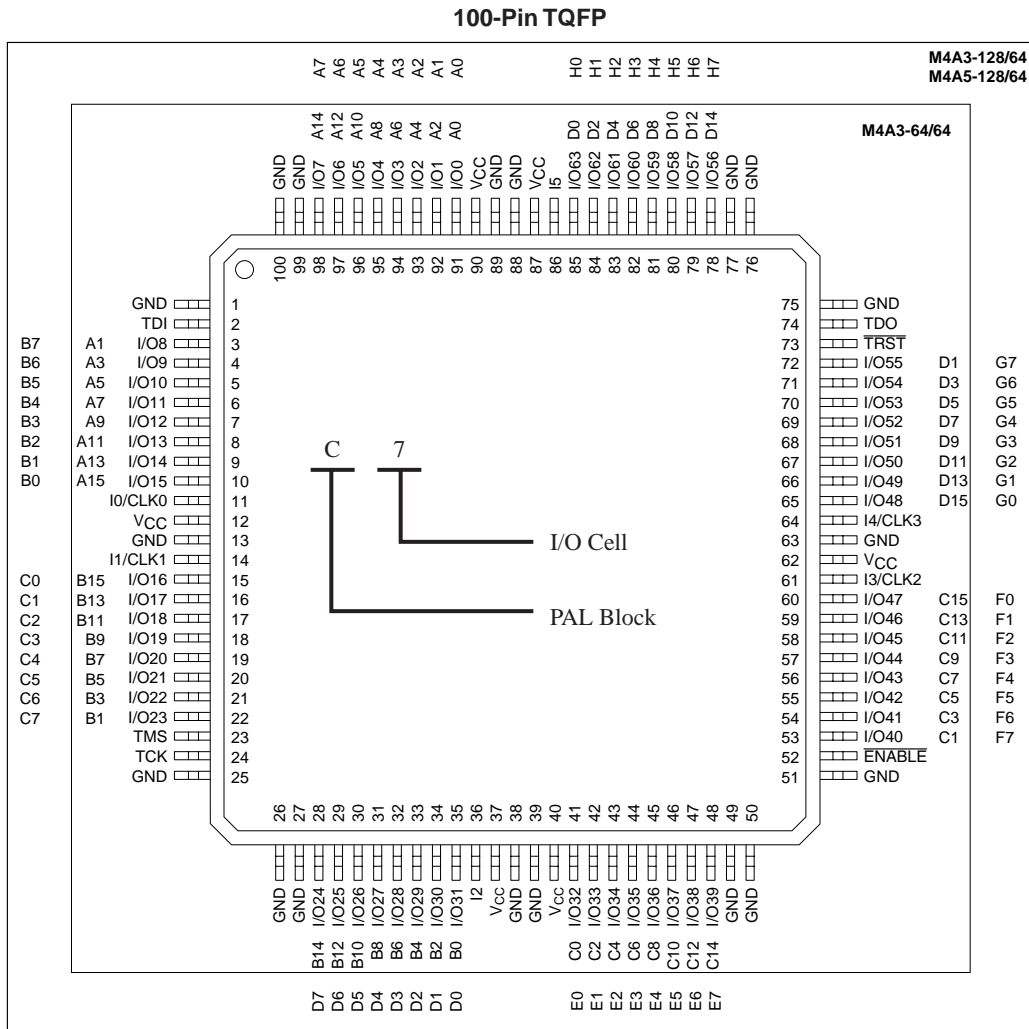 100-Pin TQFP
M4A3-128/64
M4A5-128/64
A7 A6 A5 A4 A3 A2 A1 A0 H0 H1 H2 H3 H4 H5 H6 H7
M4A3-64/64
A14 A12 A10 A8 A6 A4 A2 A0 D0 D2 D4 D6 D8 D10 D12 D14
GND GND I/O7 I/O6 I/O5 I/O4 I/O3 I/O2 I/O1 I/O0 VCC GND GND VCC I5 I/O63 I/O62 I/O61 I/O60 I/O59 I/O58 I/O57 I/O56 GND GND
100 99 98 97 96 95 94 93 92 91 90 89 88 87 86 85 84 83 82 81 80 79 78 77 76
GND 1 75 GND
TDI 2 74 TDO
B7 A1 I/O8 3 73 TRST
B6 A3 I/O9 4 72 I/O55 D1 G7
B5 A5 I/O10 5 71 I/O54 D3 G6
B4 A7 I/O11 6 70 I/O53 D5 G5
B3 A9 I/O12 7 69 I/O52 D7 G4
B2 A11 I/O13 8 68 I/O51 D9 G3
B1 A13 I/O14 9 67 I/O50 D11 G2
B0 A15 I/O15 10 66 I/O49 D13 G1
I0/CLK0 11 65 I/O48 D15 G0
VCC 12 64 I4/CLK3
GND 13 63 GND
I1/CLK1 14 62 VCC
C0 B15 I/O16 15 61 I3/CLK2
C1 B13 I/O17 16 60 I/O47 C15 F0
C2 B11 I/O18 17 59 I/O46 C13 F1
C3 B9 I/O19 18 58 I/O45 C11 F2
C4 B7 I/O20 19 57 I/O44 C9 F3
C5 B5 I/O21 20 56 I/O43 C7 F4
C6 B3 I/O22 21 55 I/O42 C5 F5
C7 B1 I/O23 22 54 I/O41 C3 F6
TMS 23 53 I/O40 C1 F7
TCK 24 52 ENABLE
GND 25 51 GND
C 7
I/O Cell
PAL Block
26 27 28 29 30 31 32 33 34 35 36 37 38 39 40 41 42 43 44 45 46 47 48 49 50
GND GND I/O24 I/O25 I/O26 I/O27 I/O28 I/O29 I/O30 I/O31 I2 VCC GND GND VCC I/O32 I/O33 I/O34 I/O35 I/O36 I/O37 I/O38 I/O39 GND GND
B14 B12 B10 B8 B6 B4 B2 B0 C0 C2 C4 C6 C8 C10 C12 C14
D7 D6 D5 D4 D3 D2 D1 D0 E0 E1 E2 E3 E4 E5 E6 E7